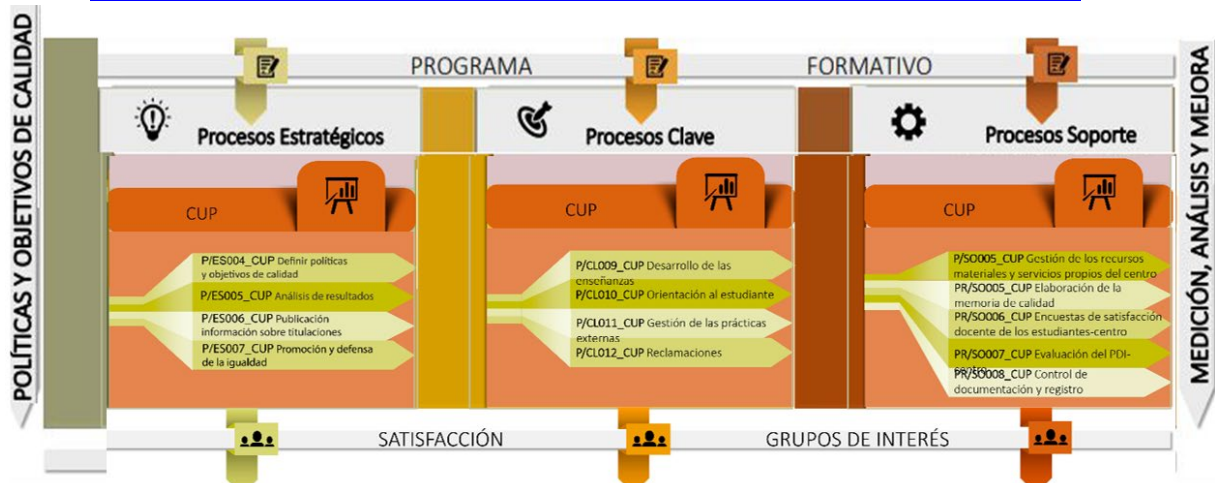 POLÍTICAS Y OBJETIVOS DE CALIDAD
PROGRAMA FORMATIVO
Procesos Estratégicos
CUP
P/ES004_CUP Definir políticas
y objetivos de calidad
P/ES005_CUP Análisis de resultados
P/ES006_CUP Publicación
información sobre titulaciones
P/ES007_CUP Promoción y defensa
de la igualdad
Procesos Clave
CUP
P/CL009_CUP Desarrollo de las
enseñanzas
P/CL010_CUP Orientación al estudiante
P/CL011_CUP Gestión de las prácticas
externas
P/CL012_CUP Reclamaciones
Procesos Soporte
CUP
P/SO005_CUP Gestión de los recursos
materiales y servicios propios del centro
PR/SO005_CUP Elaboración de la
memoria de calidad
PR/SO006_CUP Encuestas de satisfacción
docente de los estudiantes-centro
PR/SO007_CUP Evaluación del PDI-
centro
PR/SO008_CUP Control de
documentación y registro
SATISFACCIÓN GRUPOS DE INTERÉS
MEDICIÓN, ANÁLISIS Y MEJORA